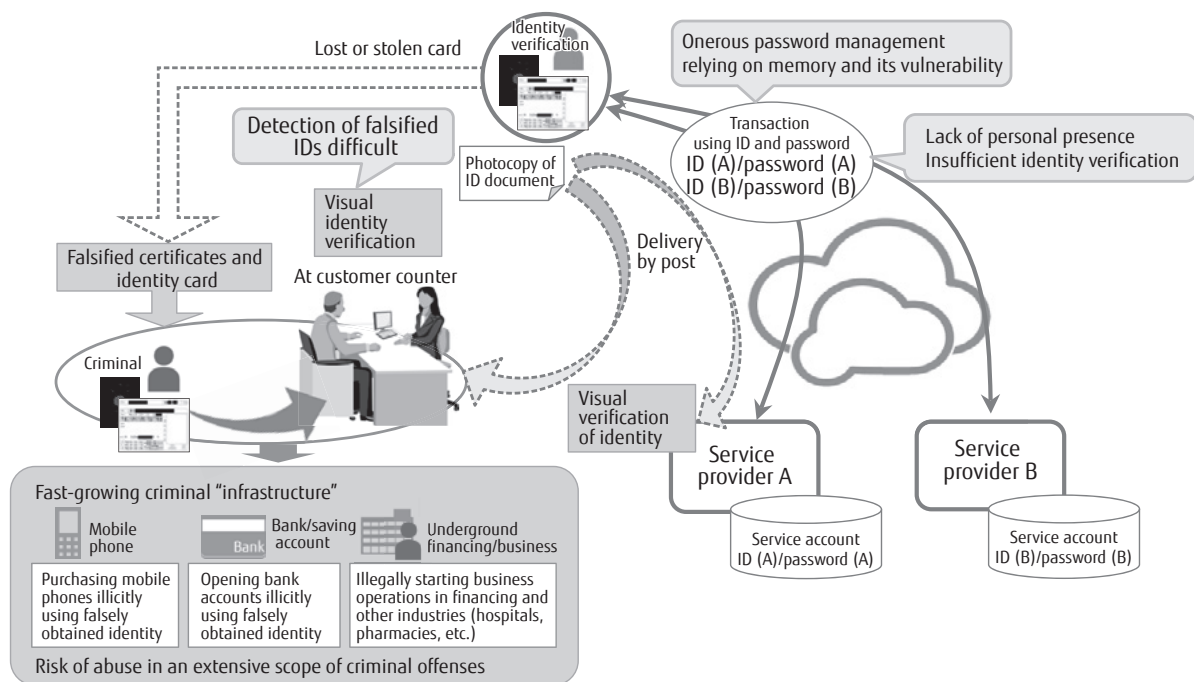 Identity
verification
Lost or stolen card
Onerous password management
relying on memory and its vulnerability
Detection of falsified
IDs difficult
Photocopy of
ID document
Transaction
using ID and password
ID (A)/password (A)
ID (B)/password (B)
Lack of personal presence
Insufficient identity verification
Visual
identity
verification
Delivery
by post
Falsified certificates and
identity card
At customer counter
Criminal
Visual
verification
of identity
Service
provider A
Service
provider B
Service account
ID (A)/password (A)
Service account
ID (B)/password (B)
Fast-growing criminal “infrastructure”
Mobile
phone
Bank
Bank/saving
account
Underground
financing/business
Purchasing mobile
phones illicitly
using falsely
obtained identity
Opening bank
accounts illicitly
using falsely
obtained identity
Illegally starting business
operations in financing and
other industries (hospitals,
pharmacies, etc.)
Risk of abuse in an extensive scope of criminal offenses